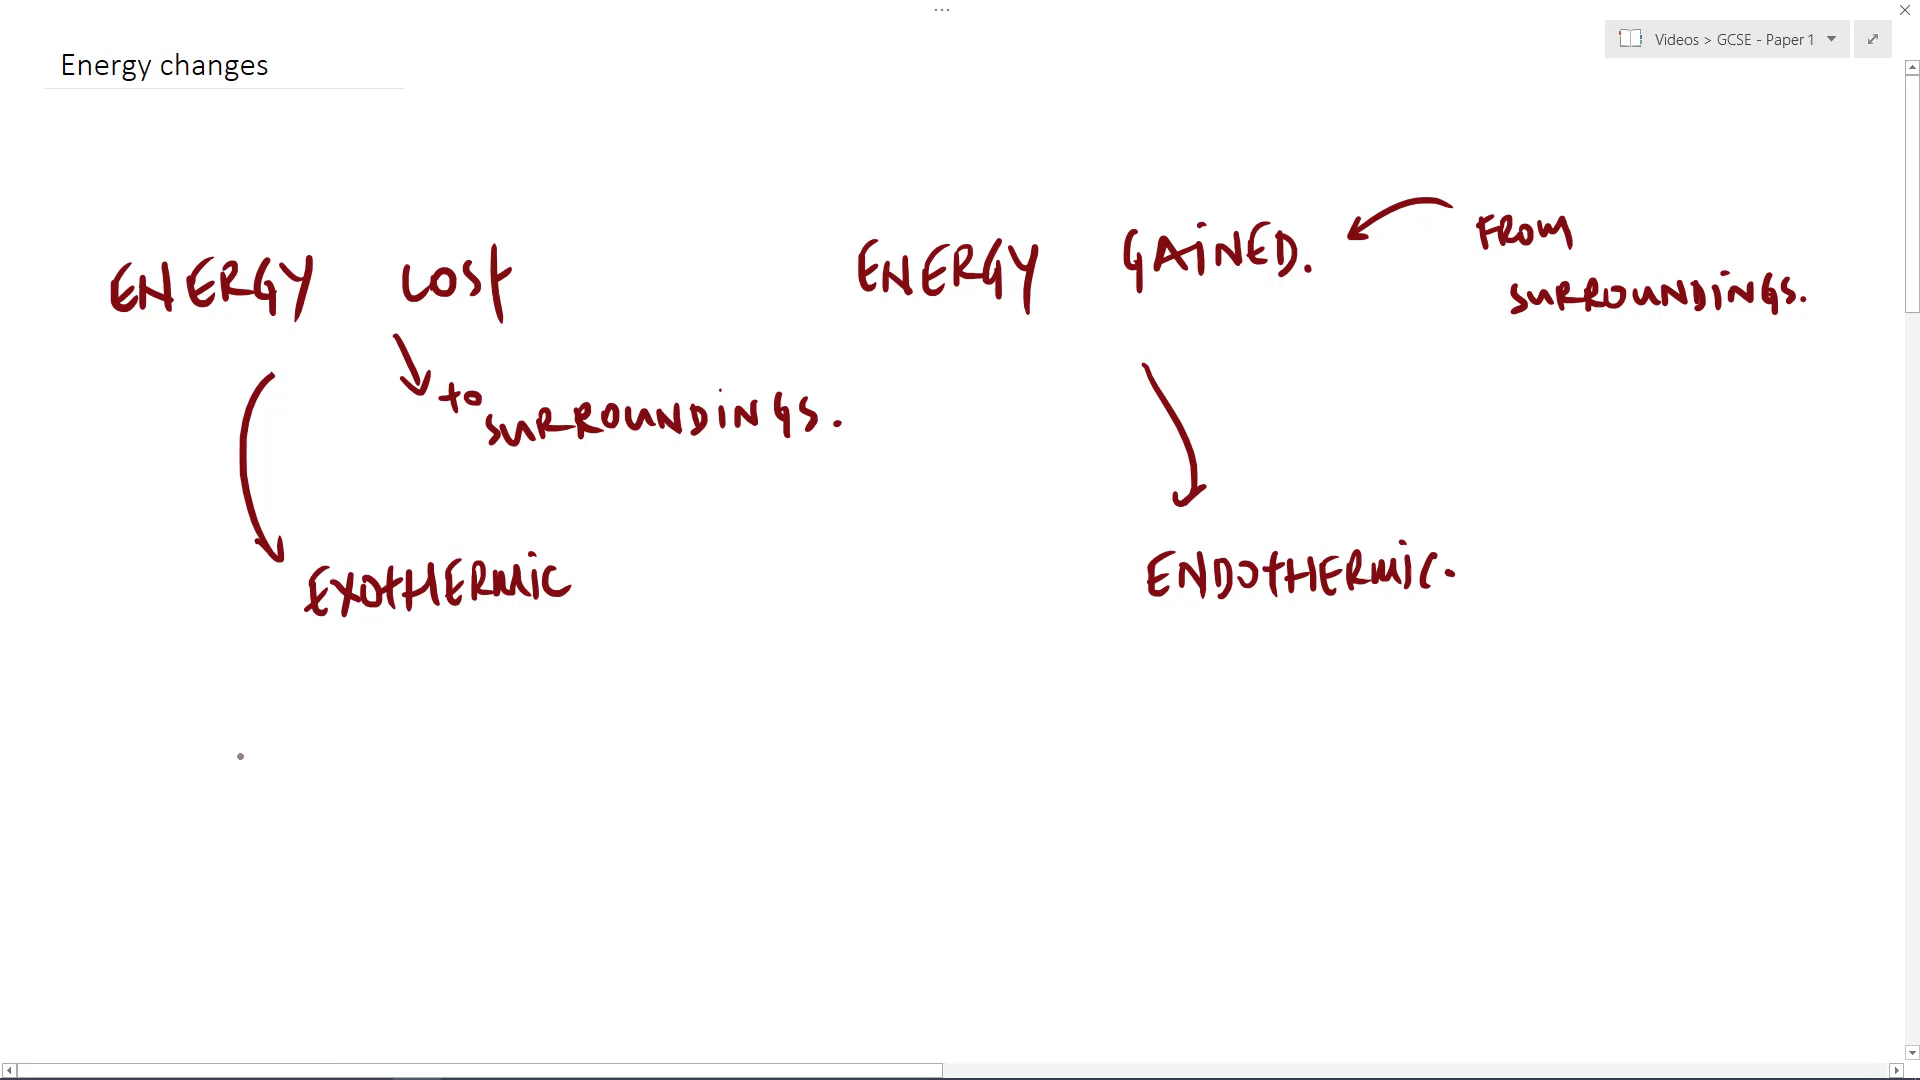 Videos > GCSE - Paper 1
Energy changes
ENERGY LOST
to
SURROUNDINGS.
EXOTHERMIC
ENERGY GAINED.
FROM
SURROUNDINGS.
ENDOTHERMIC.